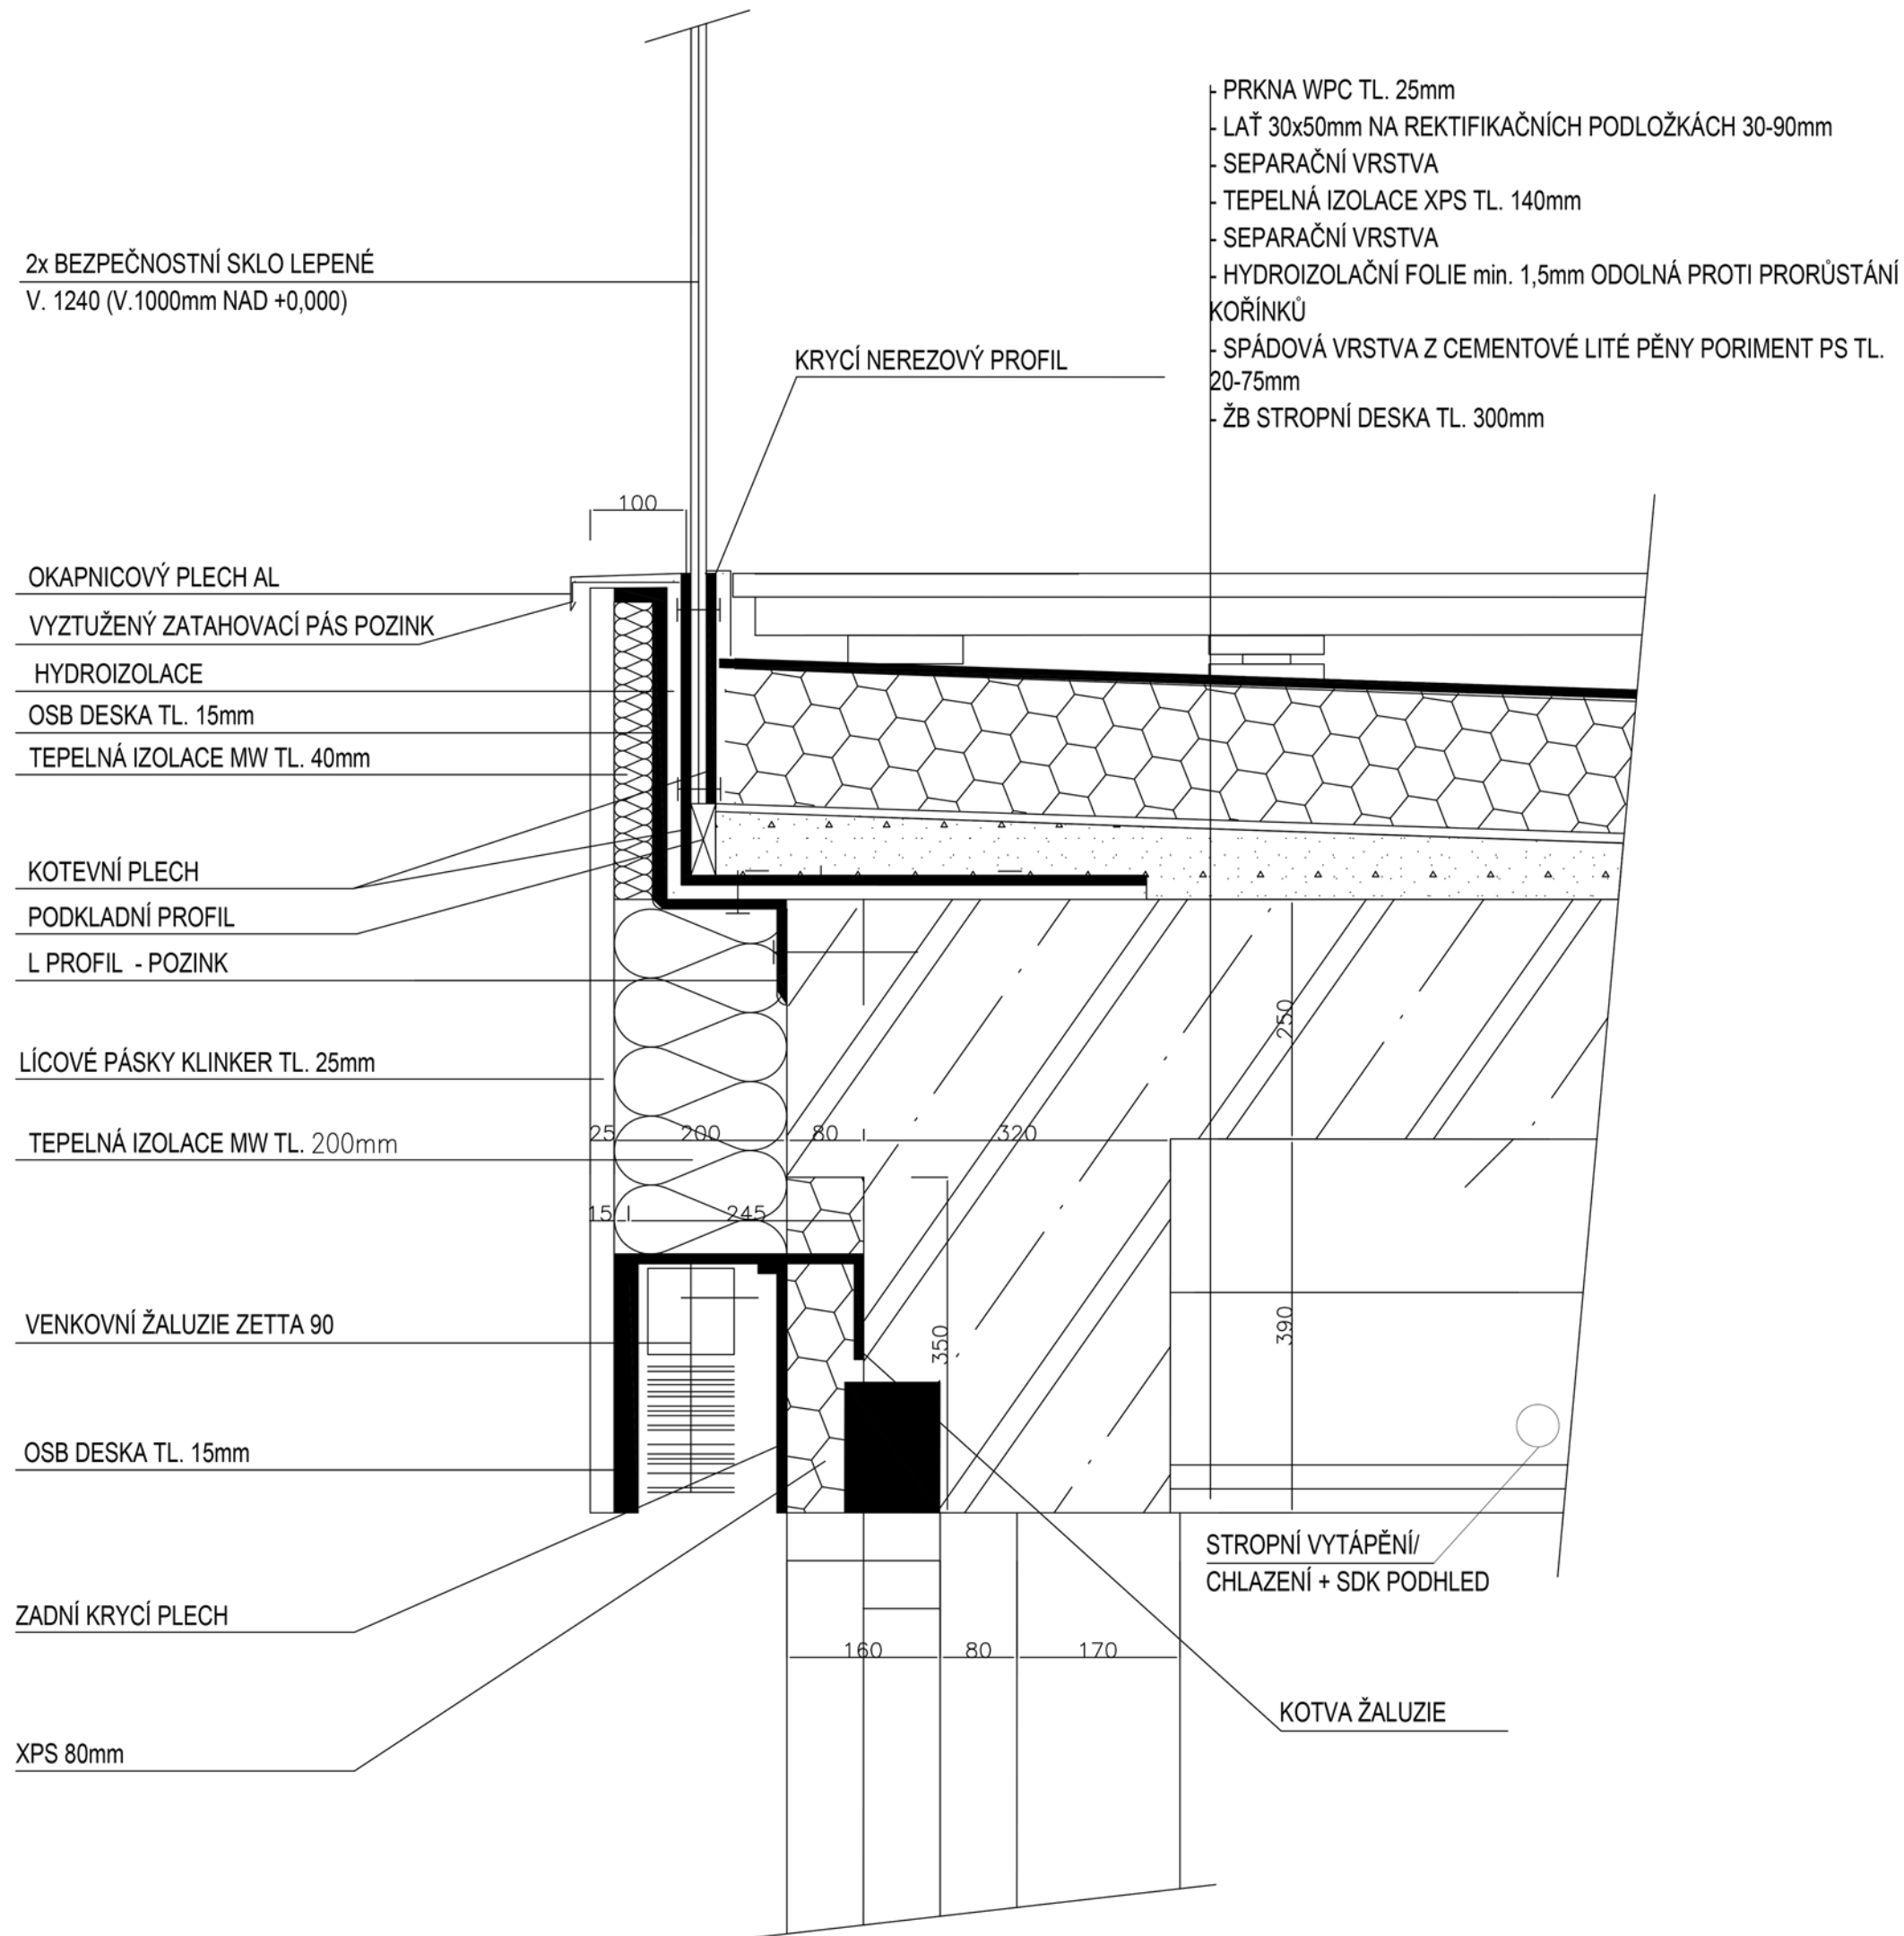 - PRKNA WPC TL. 25mm
- LAŤ 30x50mm NA REKTIFIKAČNÍCH PODLOŽKÁCH 30-90mm
- SEPARAČNÍ VRSTVA
- TEPELNÁ IZOLACE XPS TL. 140mm
- SEPARAČNÍ VRSTVA
- HYDROIZOLAČNÍ FOLIE min. 1,5mm ODOLNÁ PROTI PRORŮSTÁNÍ
KOŘÍNKŮ
- SPÁDOVÁ VRSTVA Z CEMENTOVÉ LITÉ PĚNY PORIMENT PS TL.
20-75mm
- ŽB STROPNÍ DESKA TL. 300mm
2x BEZPEČNOSTNÍ SKLO LEPENÉ
V. 1240 (V.1000mm NAD +0,000)
KRYCÍ NEREZOVÝ PROFIL
100
OKAPNICOVÝ PLECH AL
VYZTUŽENÝ ZATAHOVACÍ PÁS POZINK
HYDROIZOLACE
OSB DESKA TL. 15mm
TEPELNÁ IZOLACE MW TL. 40mm
KOTEVNÍ PLECH
PODKLADNÍ PROFIL
L PROFIL - POZINK
250
LÍCOVÉ PÁSKY KLINKER TL. 25mm
25 200 80 320
TEPELNÁ IZOLACE MW TL. 200mm
15 245
VENKOVNÍ ŽALUZIE ZETTA 90
350
390
OSB DESKA TL. 15mm
STROPNÍ VYTÁPĚNÍ/
CHLAZENÍ + SDK PODHLED
ZADNÍ KRYCÍ PLECH
160 80 170
KOTVA ŽALUZIE
XPS 80mm